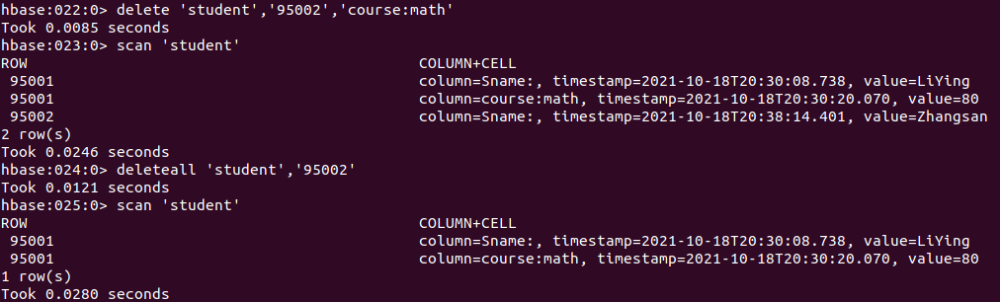 hbase:022:0> delete 'student','95002','course:math'
Took 0.0085 seconds
hbase:023:0> scan 'student'
ROW COLUMN+CELL
95001 column=Sname:, timestamp=2021-10-18T20:30:08.738, value=LiYing
95001 column=course:math, timestamp=2021-10-18T20:30:20.070, value=80
95002 column=Sname:, timestamp=2021-10-18T20:38:14.401, value=Zhangsan
2 row(s)
Took 0.0246 seconds
hbase:024:0> deleteall 'student','95002'
Took 0.0121 seconds
hbase:025:0> scan 'student'
ROW COLUMN+CELL
95001 column=Sname:, timestamp=2021-10-18T20:30:08.738, value=LiYing
95001 column=course:math, timestamp=2021-10-18T20:30:20.070, value=80
1 row(s)
Took 0.0280 seconds